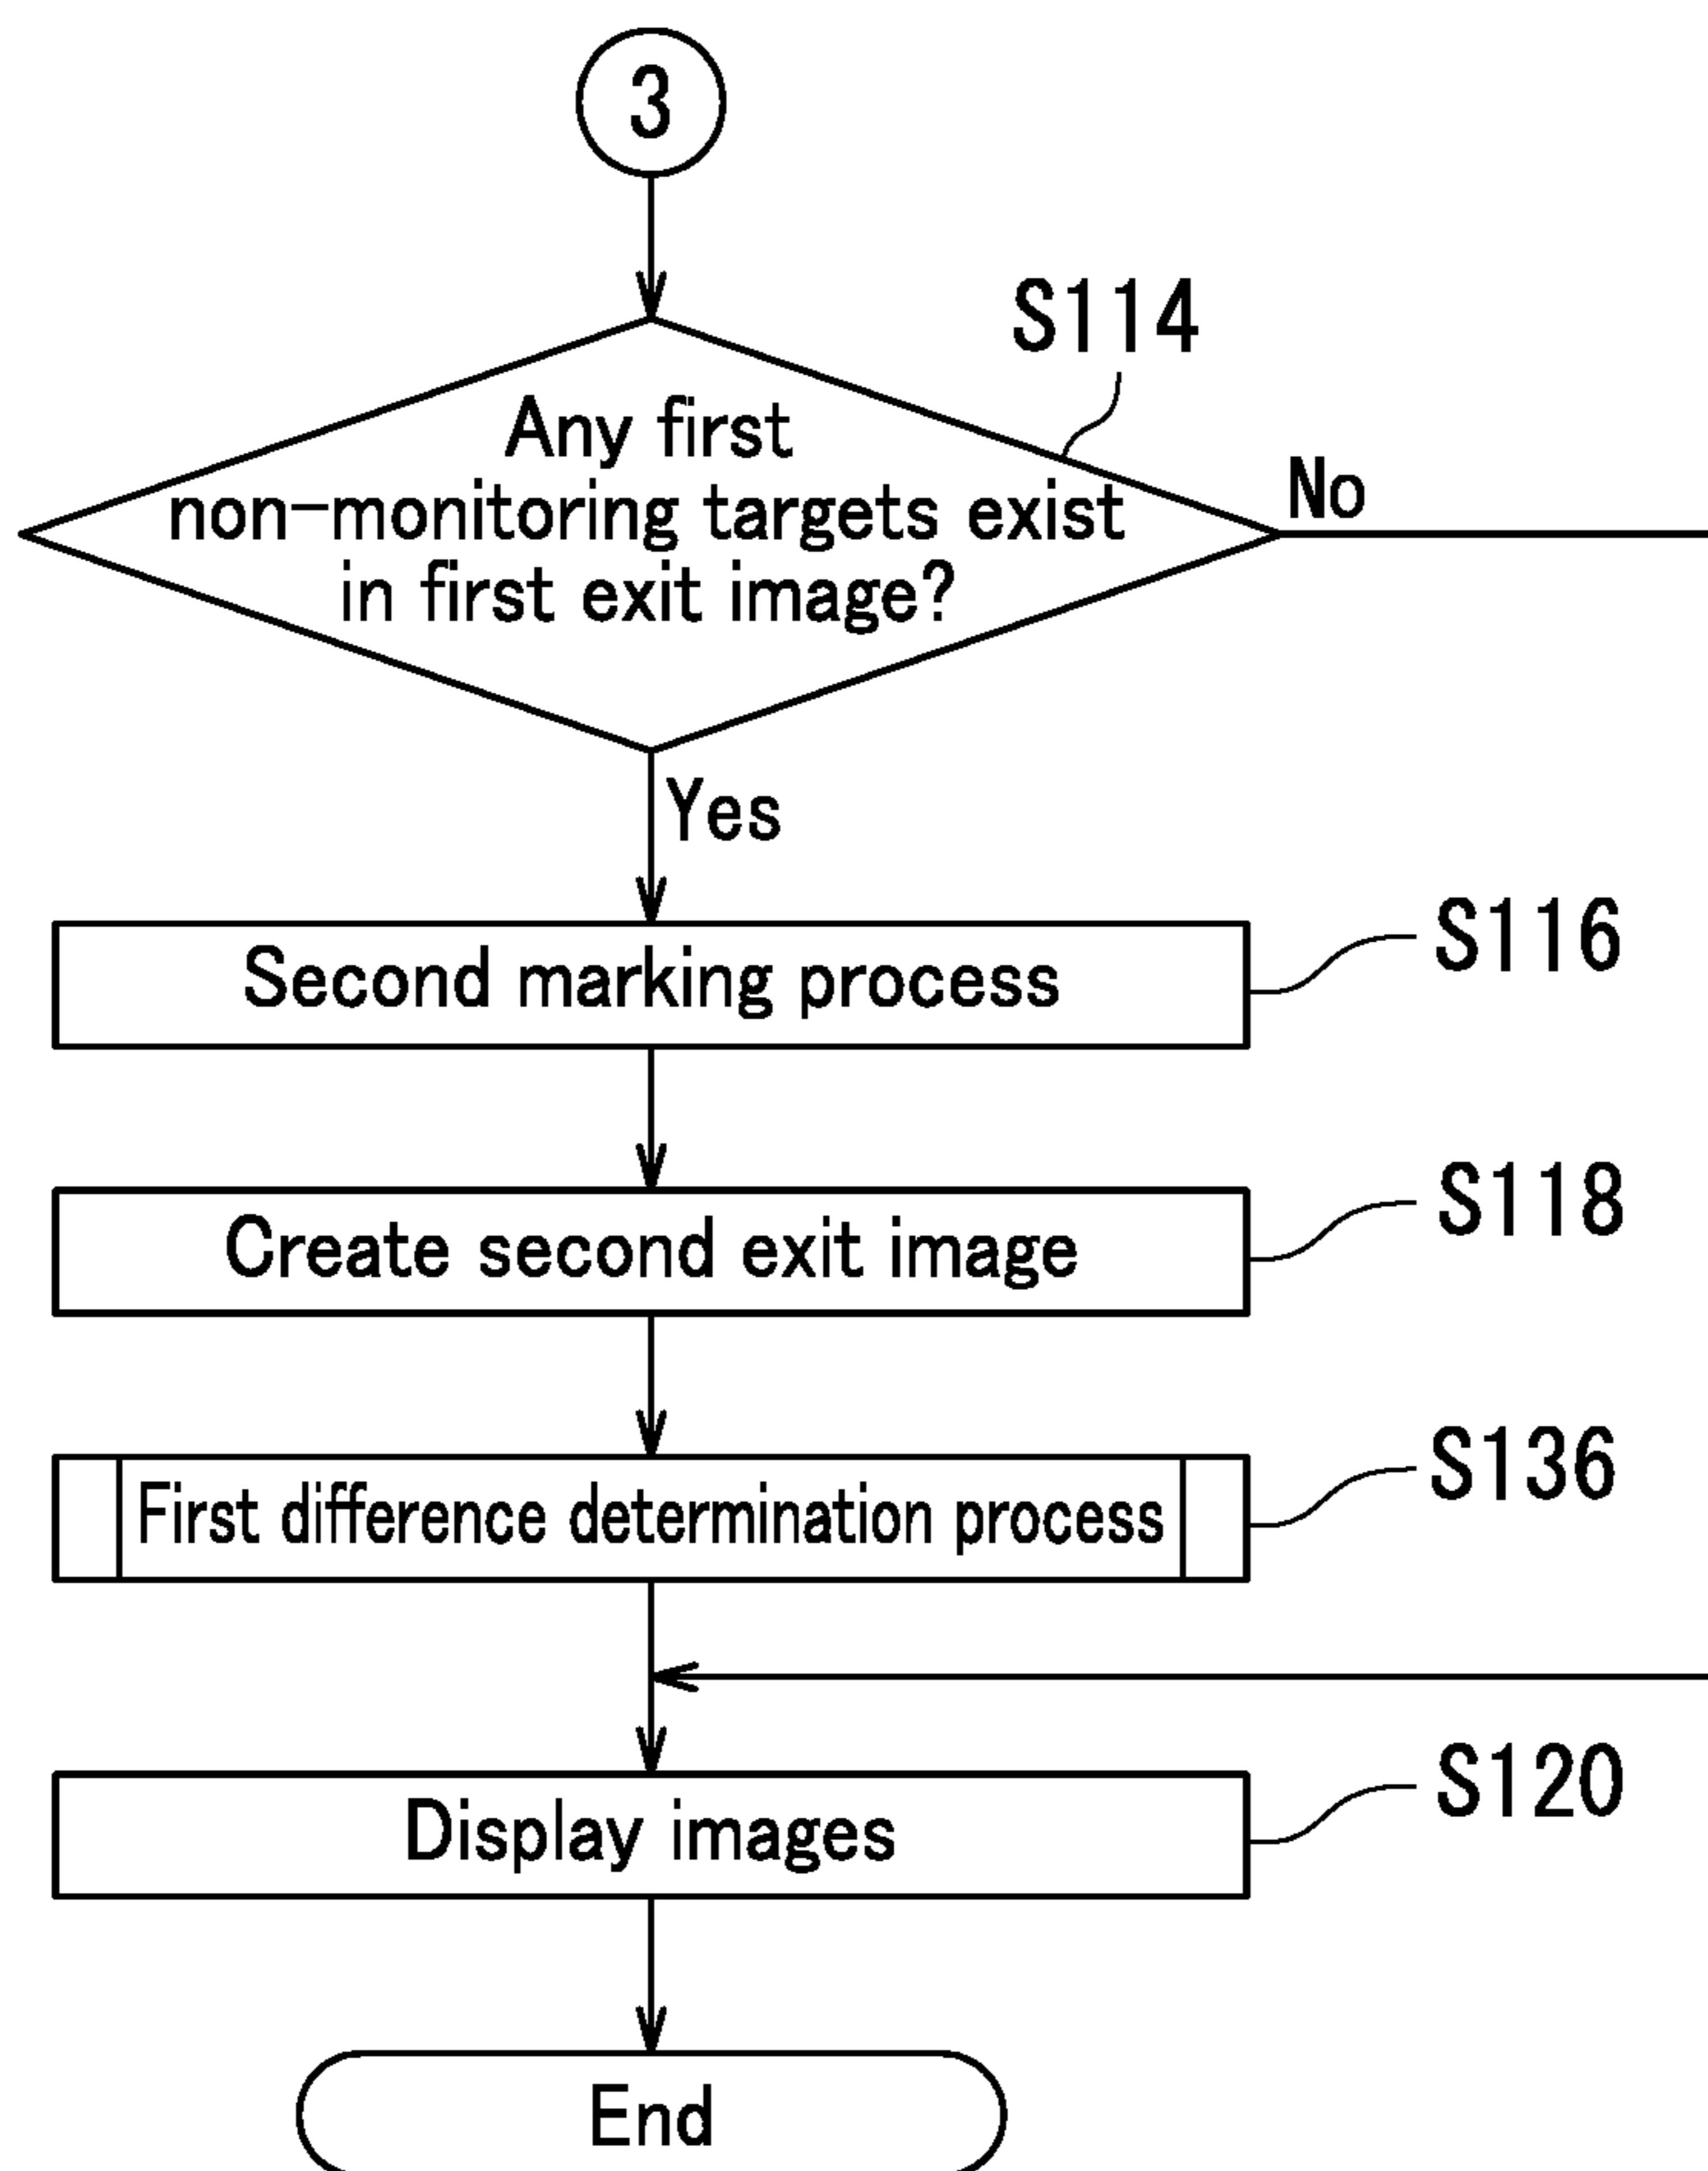 3
S114
Any first
non-monitoring targets exist
in first exit image?
No
Yes
Second marking process
S116
Create second exit image
S118
First difference determination process
S136
Display images
S120
End